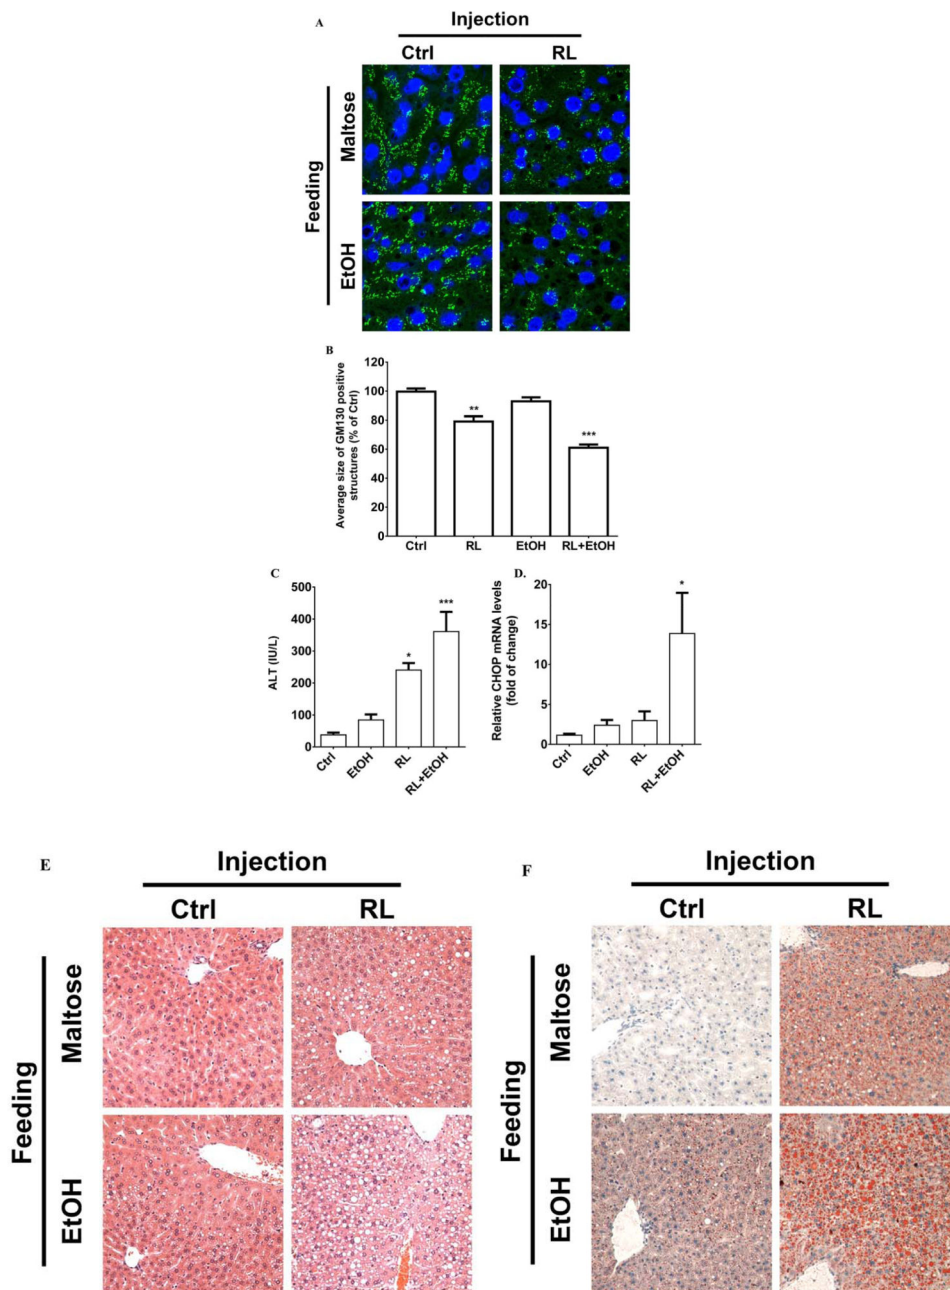 A
Injection
Ctrl RL
Feeding
Maltose
EtOH
B
Average size of GM130 positive
structures (% of Ctrl)
120
100
80
60
40
20
0
**
***
Ctrl RL EtOH RL+EtOH
C
ALT (IU/L)
500
400
300
200
100
0
*
***
Ctrl
EtOH
RL
RL+EtOH
D.
Relative CHOP mRNA levels
(fold of change)
20
15
10
5
0
*
Ctrl
EtOH
RL
RL+EtOH
E
Injection
Ctrl RL
Feeding
Maltose
EtOH
F
Injection
Ctrl RL
Feeding
Maltose
EtOH